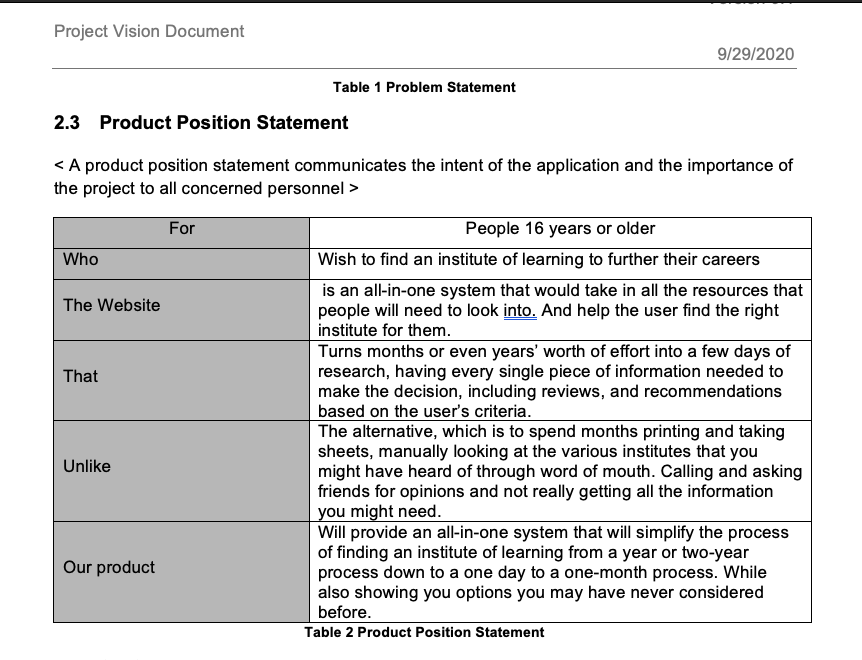 Project Vision Document
9/29/2020
Table 1 Problem Statement
2.3 Product Position Statement
< A product position statement communicates the intent of the application and the importance of
the project to all concerned personnel >
For
People 16 years or older
Who
Wish to find an institute of learning to further their careers
The Website
is an all-in-one system that would take in all the resources that
people will need to look into. And help the user find the right
institute for them.
That
Turns months or even years’ worth of effort into a few days of
research, having every single piece of information needed to
make the decision, including reviews, and recommendations
based on the user’s criteria.
Unlike
The alternative, which is to spend months printing and taking
sheets, manually looking at the various institutes that you
might have heard of through word of mouth. Calling and asking
friends for opinions and not really getting all the information
you might need.
Our product
Will provide an all-in-one system that will simplify the process
of finding an institute of learning from a year or two-year
process down to a one day to a one-month process. While
also showing you options you may have never considered
before.
Table 2 Product Position Statement